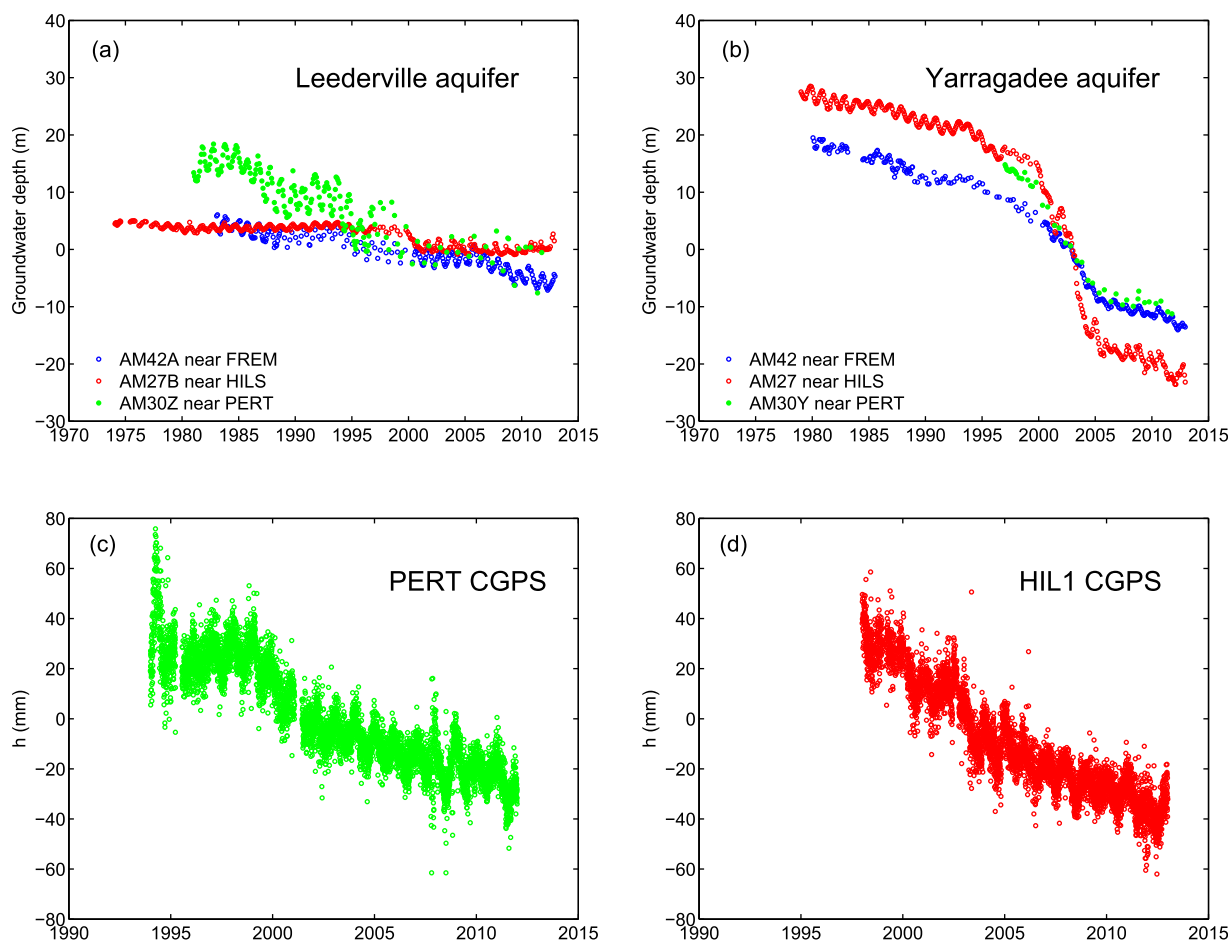 40
30
20
10
0
−10
−20
−30
1970 1975 1980 1985 1990 1995 2000 2005 2010 2015
Groundwater depth (m)
(a)
Leederville aquifer
AM42A near FREM
AM27B near HILS
AM30Z near PERT
40
30
20
10
0
−10
−20
−30
1970 1975 1980 1985 1990 1995 2000 2005 2010 2015
Groundwater depth (m)
(b)
Yarragadee aquifer
AM42 near FREM
AM27 near HILS
AM30Y near PERT
80
60
40
20
0
−20
−40
−60
−80
1990 1995 2000 2005 2010 2015
h (mm)
(c)
PERT CGPS
80
60
40
20
0
−20
−40
−60
−80
1990 1995 2000 2005 2010 2015
h (mm)
(d)
HIL1 CGPS